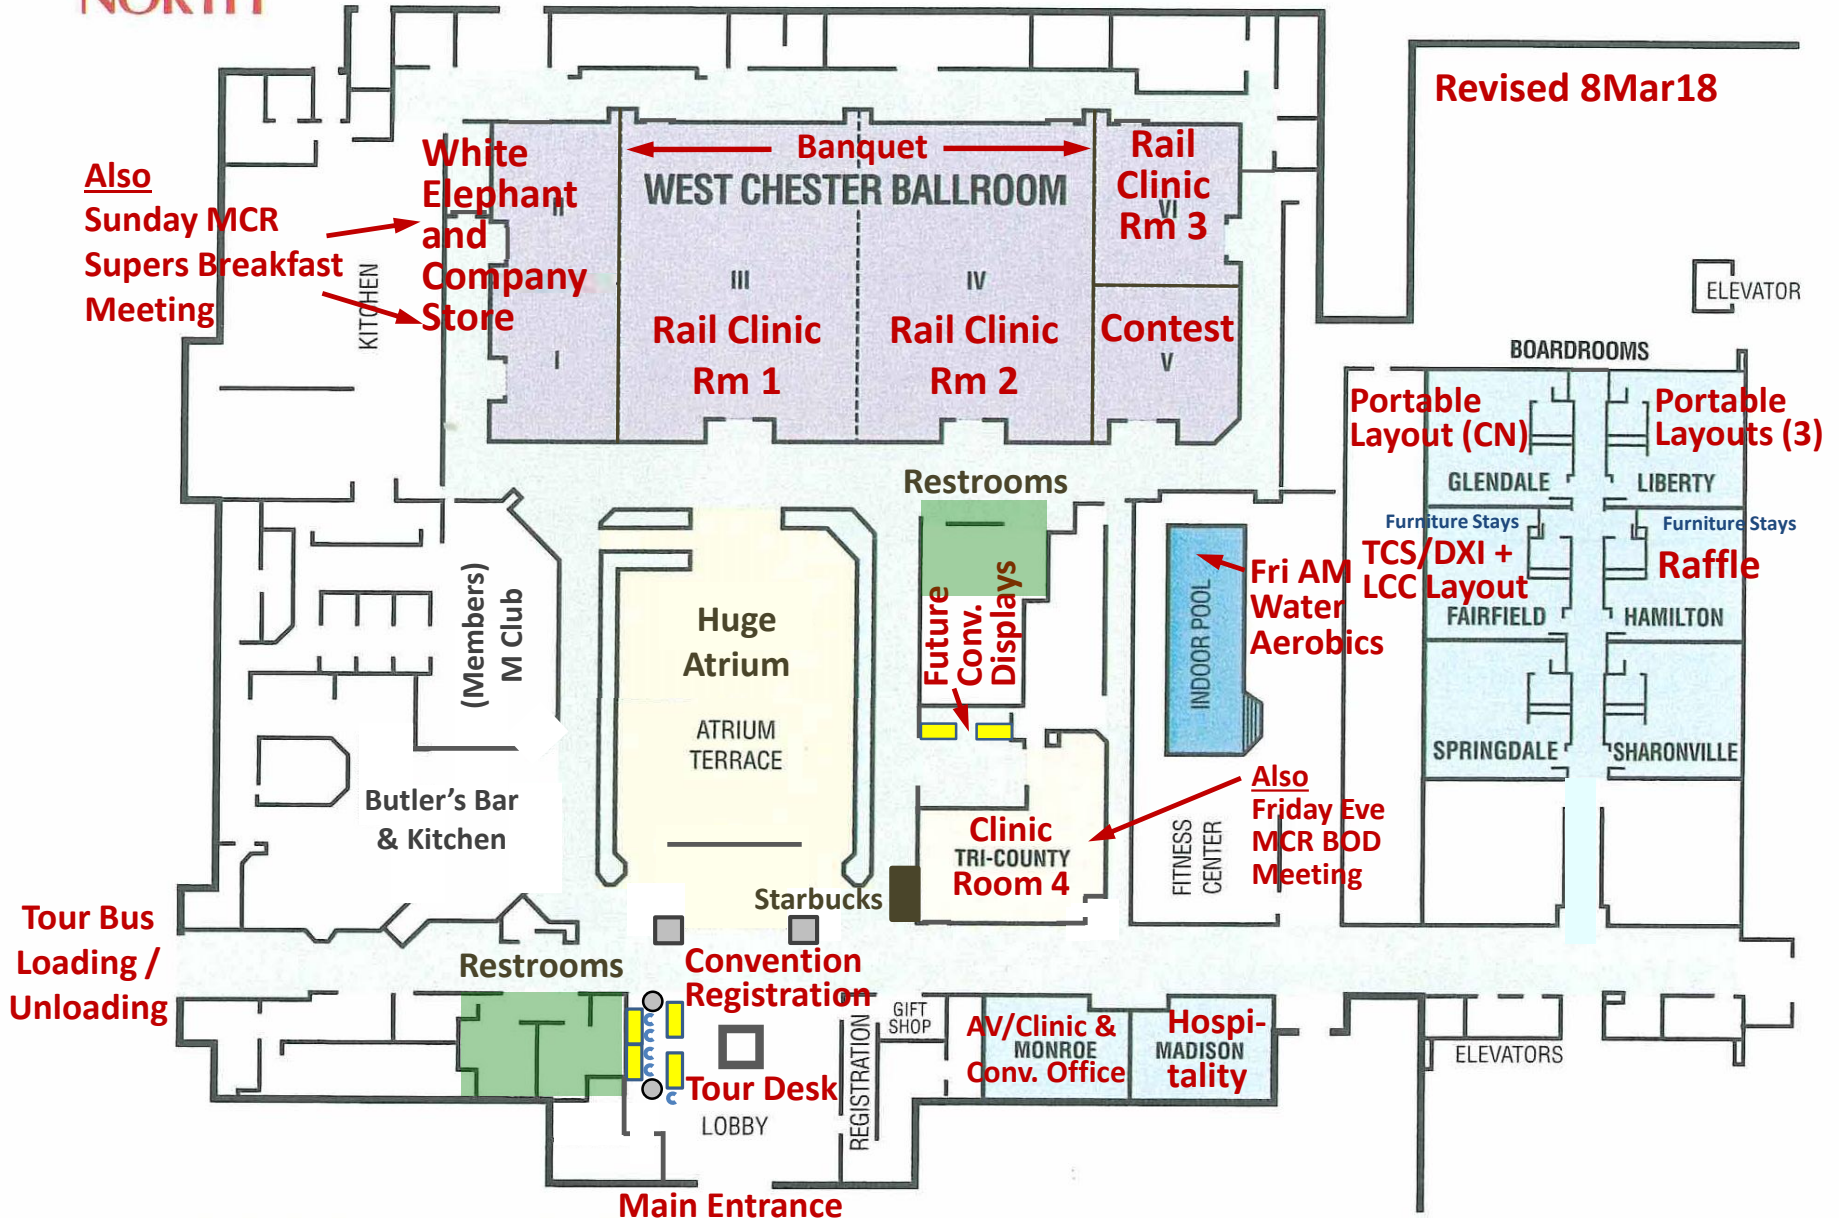 NORTH
Revised 8Mar18
Also
Sunday MCR
Supers Breakfast
Meeting
White
Elephant
and
Company
Store
II
I
KITCHEN
Banquet
WEST CHESTER BALLROOM
III
Rail Clinic
Rm 1
IV
Rail Clinic
Rm 2
Rail
Clinic
Rm 3
VI
Contest
V
ELEVATOR
BOARDROOMS
Portable
Layout (CN)
GLENDALE
Portable
Layouts (3)
LIBERTY
Furniture Stays
TCS/DXI +
LCC Layout
FAIRFIELD
Furniture Stays
Raffle
HAMILTON
SPRINGDALE
SHARONVILLE
Restrooms
Future
Conv.
Displays
INDOOR POOL
Fri AM
Water
Aerobics
(Members)
M Club
Huge
Atrium
ATRIUM
TERRACE
Butler's Bar
& Kitchen
Clinic
TRI-COUNTY
Room 4
Also
Friday Eve
MCR BOD
Meeting
FITNESS
CENTER
Starbucks
Tour Bus
Loading /
Unloading
Restrooms
Convention
Registration
Tour Desk
LOBBY
REGISTRATION
GIFT
SHOP
AV/Clinic &
MONROE
Conv. Office
Hospi-
MADISON
tality
ELEVATORS
Main Entrance